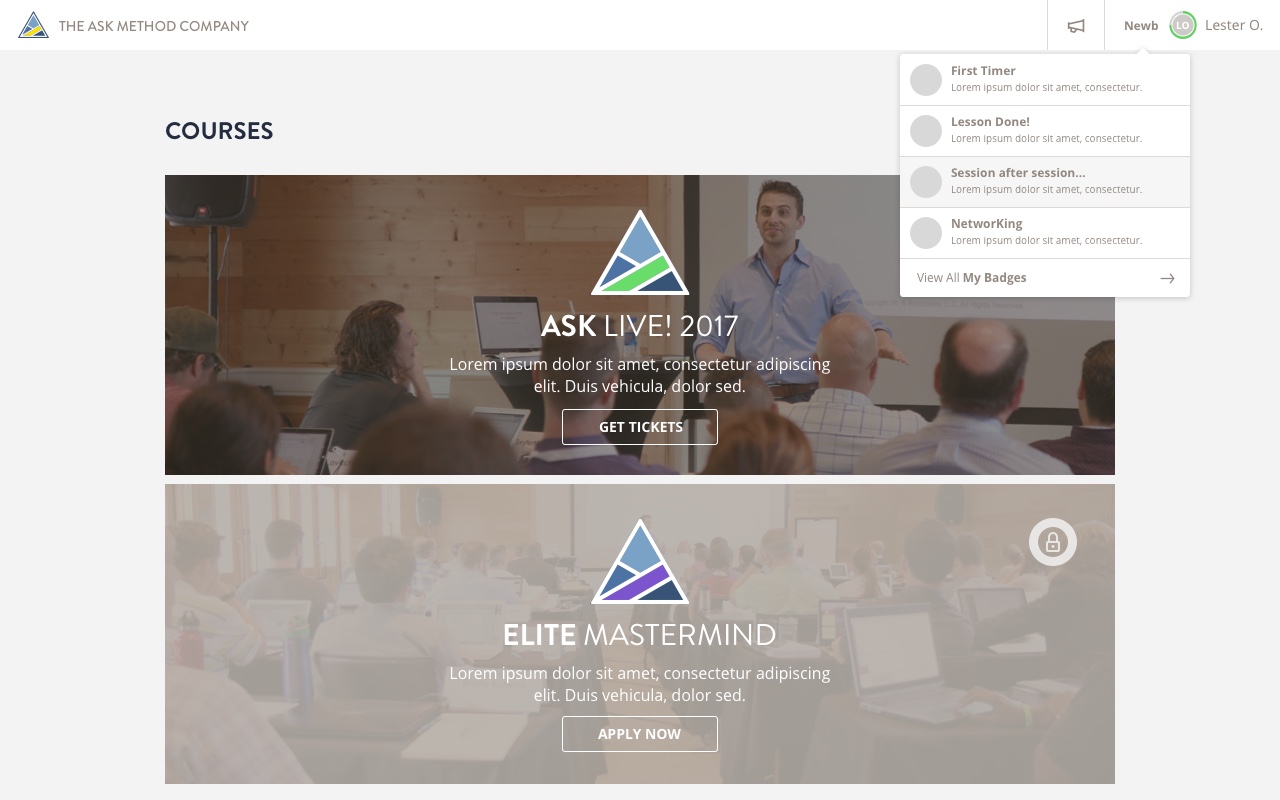 THE ASK METHOD COMPANY
Newb
LO
Lester O.
First Timer
Lorem ipsum dolor sit amet, consectetur.
Lesson Done!
Lorem ipsum dolor sit amet, consectetur.
Session after session...
Lorem ipsum dolor sit amet, consectetur.
NetworKing
Lorem ipsum dolor sit amet, consectetur.
View All My Badges
COURSES
ASK LIVE! 2017
Lorem ipsum dolor sit amet, consectetur adipiscing
elit. Duis vehicula, dolor sed.
GET TICKETS
ELITE MASTERMIND
Lorem ipsum dolor sit amet, consectetur adipiscing
elit. Duis vehicula, dolor sed.
APPLY NOW